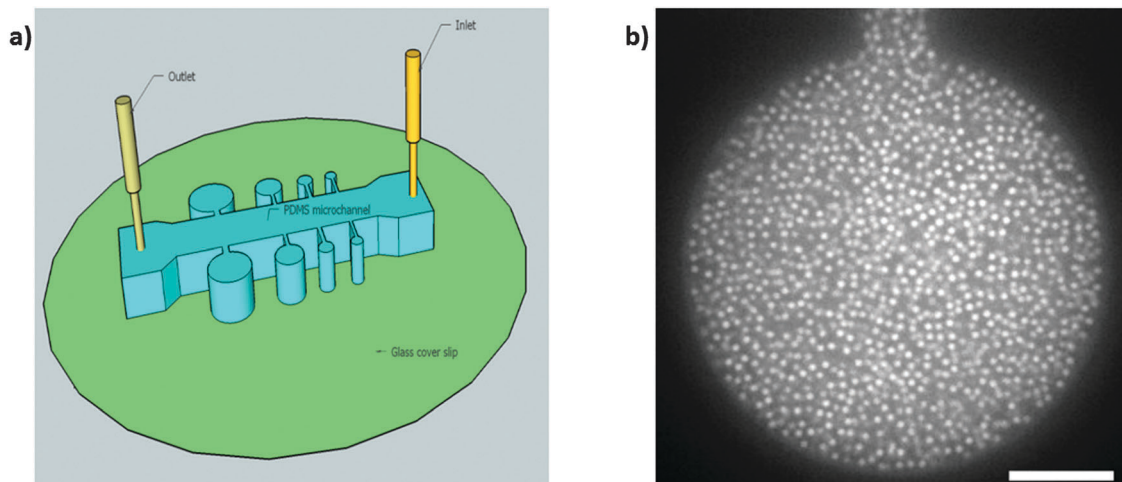 a)
Outlet
Inlet
PDMS microchannel
Glass cover slip
b)